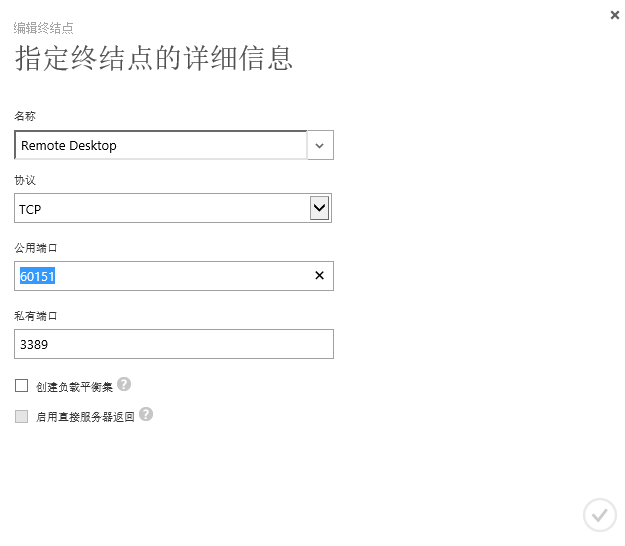 编辑终结点
指定终结点的详细信息
名称
Remote Desktop
协议
TCP
公用端口
60151
私有端口
3389
创建负载平衡集 ?
启用直接服务器返回 ?